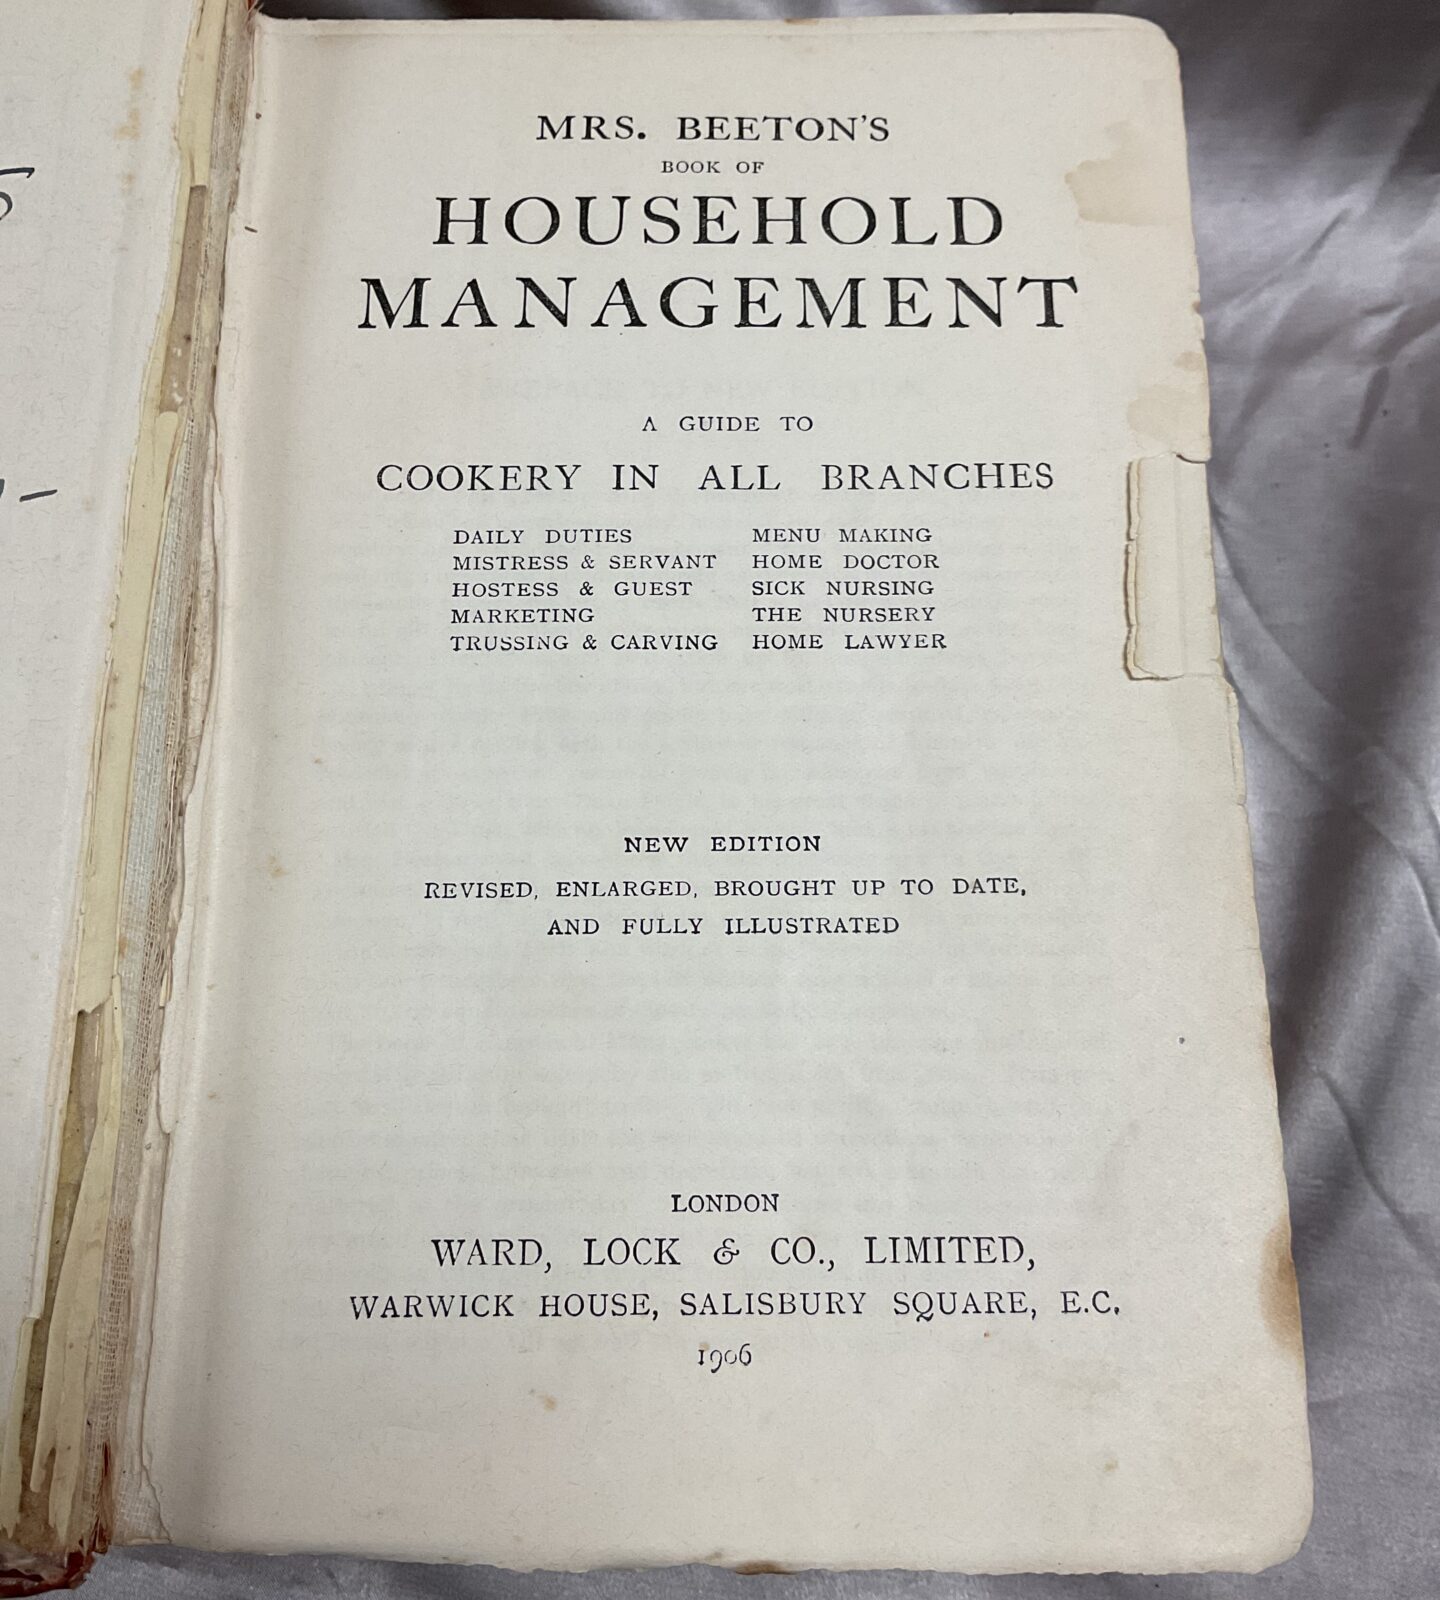 MRS. BEETON'S
BOOK OF
HOUSEHOLD
MANAGEMENT
A GUIDE TO
COOKERY IN ALL BRANCHES
DAILY DUTIES
MISTRESS & SERVANT
HOSTESS & GUEST
MARKETING
TRUSSING & CARVING
MENU MAKING
HOME DOCTOR
SICK NURSING
THE NURSERY
HOME LAWYER
NEW EDITION
REVISED, ENLARGED, BROUGHT UP TO DATE,
AND FULLY ILLUSTRATED
LONDON
WARD, LOCK & CO., LIMITED,
WARWICK HOUSE, SALISBURY SQUARE, E.C.
1906